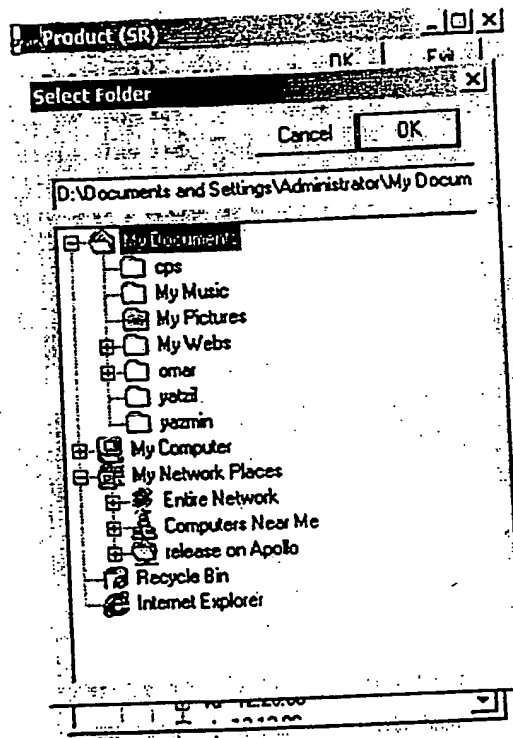 Product (SR)
OK
Select Folder
Cancel OK
D:\Documents and Settings\Administrator\My Docum
My Documents
cps
My Music
My Pictures
My Webs
omar
yatzil
yazmin
My Computer
My Network Places
Entire Network
Computers Near Me
release on Apollo
Recycle Bin
Internet Explorer